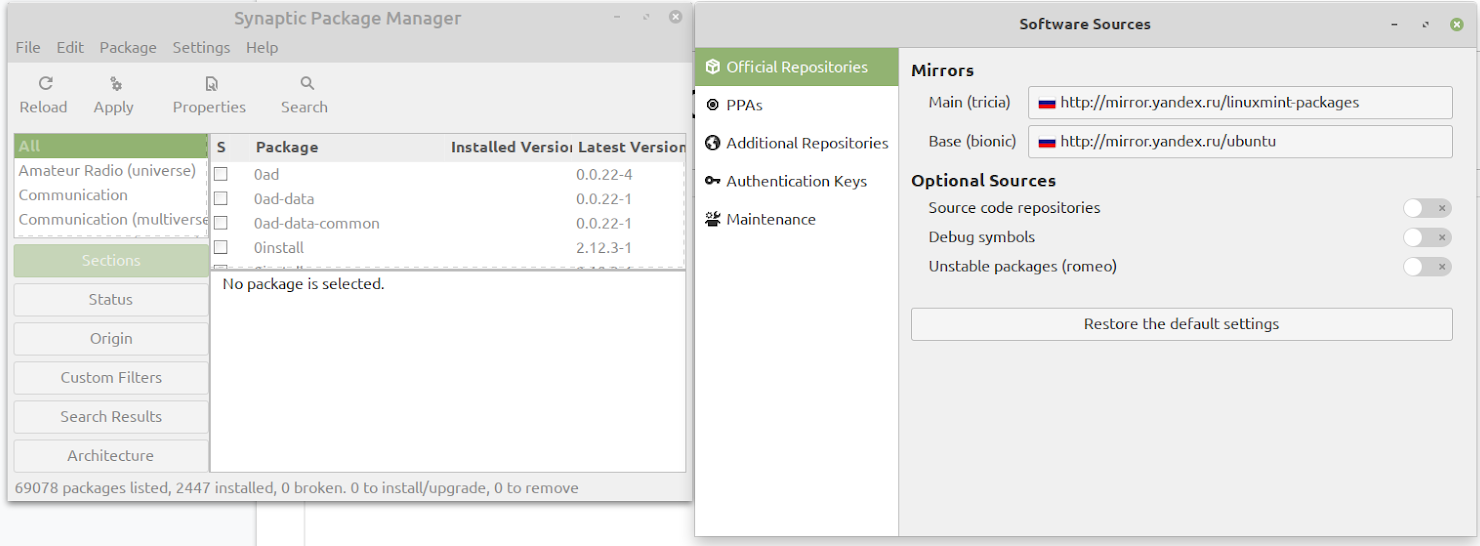 Synaptic Package Manager
File Edit Package Settings Help
Reload Apply Properties Search
All
Amateur Radio (universe)
Communication
Communication (multiverse
Sections
Status
Origin
Custom Filters
Search Results
Architecture
S Package Installed Version Latest Version
0ad 0.0.22-4
0ad-data 0.0.22-1
0ad-data-common 0.0.22-1
0install 2.12.3-1
No package is selected.
69078 packages listed, 2447 installed, 0 broken. 0 to install/upgrade, 0 to remove
Software Sources
Official Repositories
PPAs
Additional Repositories
Authentication Keys
Maintenance
Mirrors
Main (tricia) http://mirror.yandex.ru/linuxmint-packages
Base (bionic) http://mirror.yandex.ru/ubuntu
Optional Sources
Source code repositories
Debug symbols
Unstable packages (romeo)
Restore the default settings